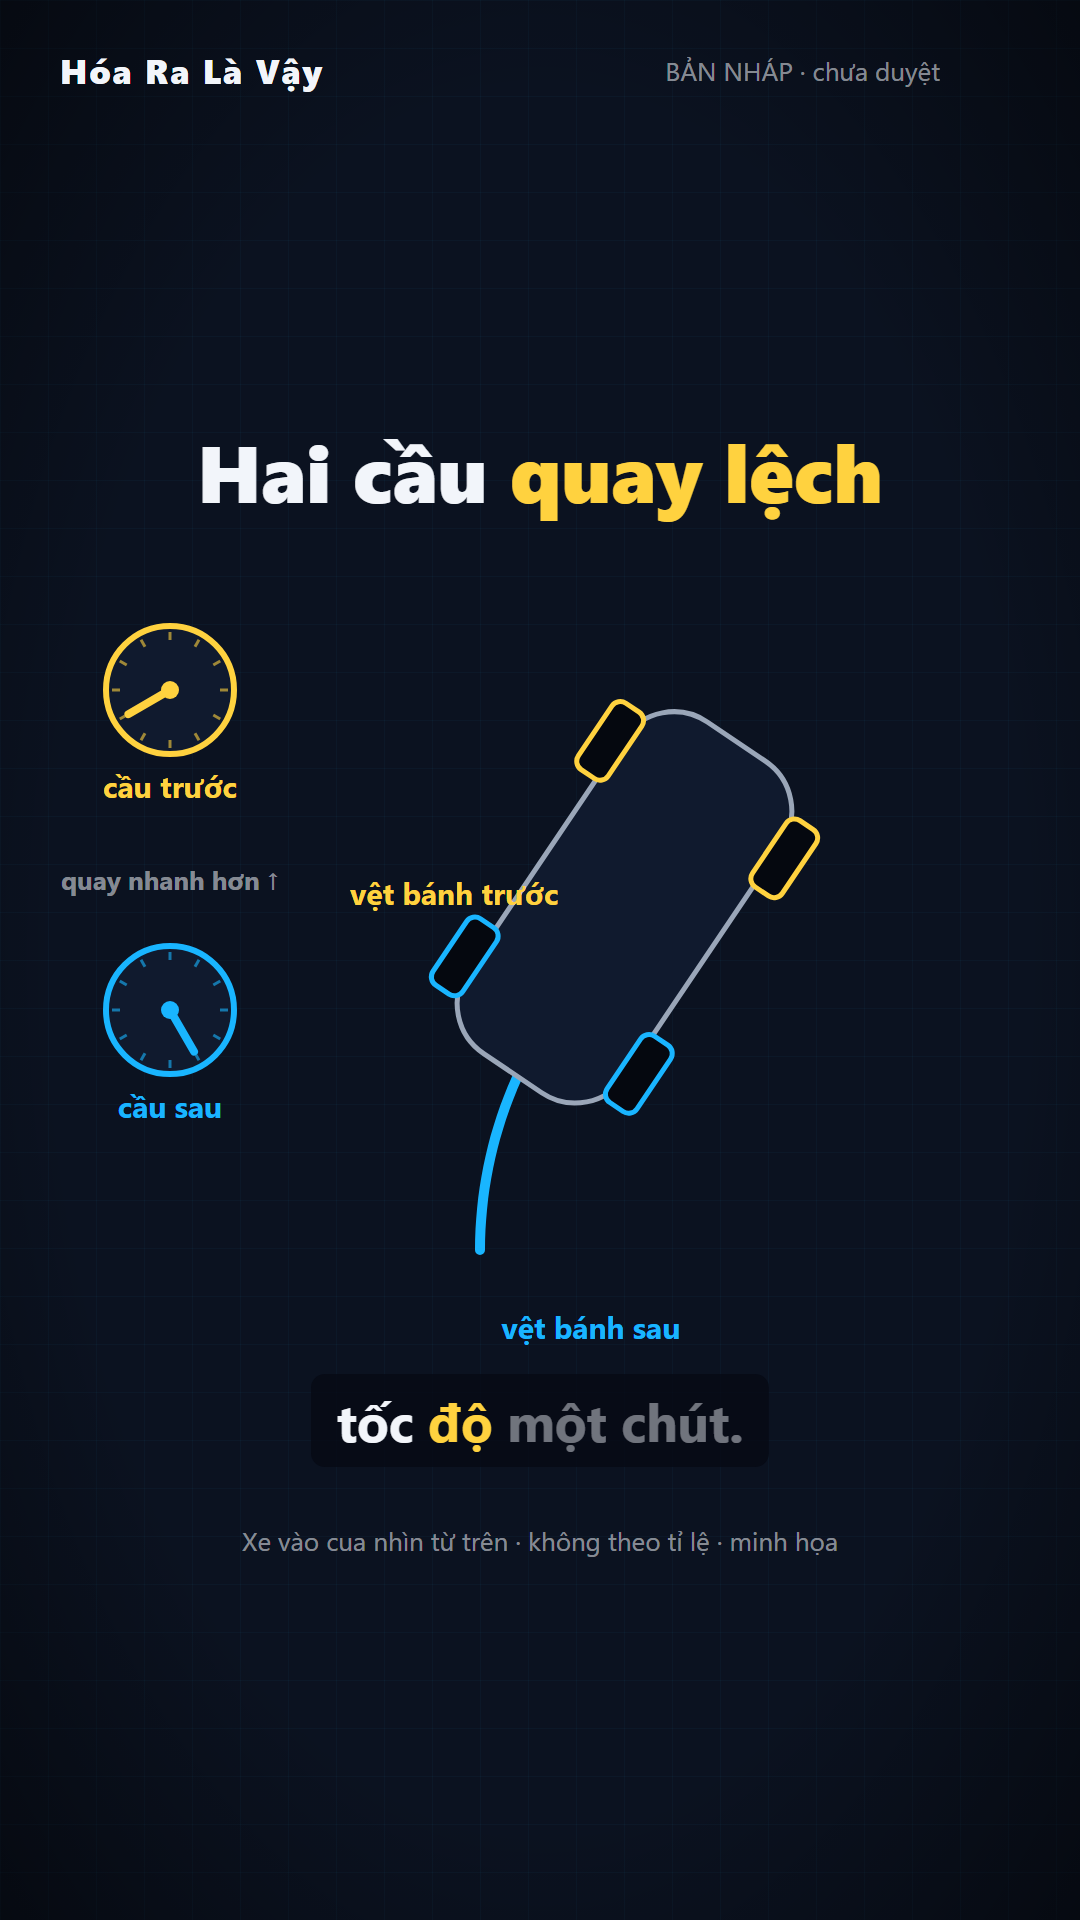 Hóa Ra Là Vậy
BẢN NHÁP · chưa duyệt
Hai cầu quay lệch
cầu trước
quay nhanh hơn ↑
vệt bánh trước
cầu sau
vệt bánh sau
tốc độ một chút.
Xe vào cua nhìn từ trên · không theo tỉ lệ · minh họa